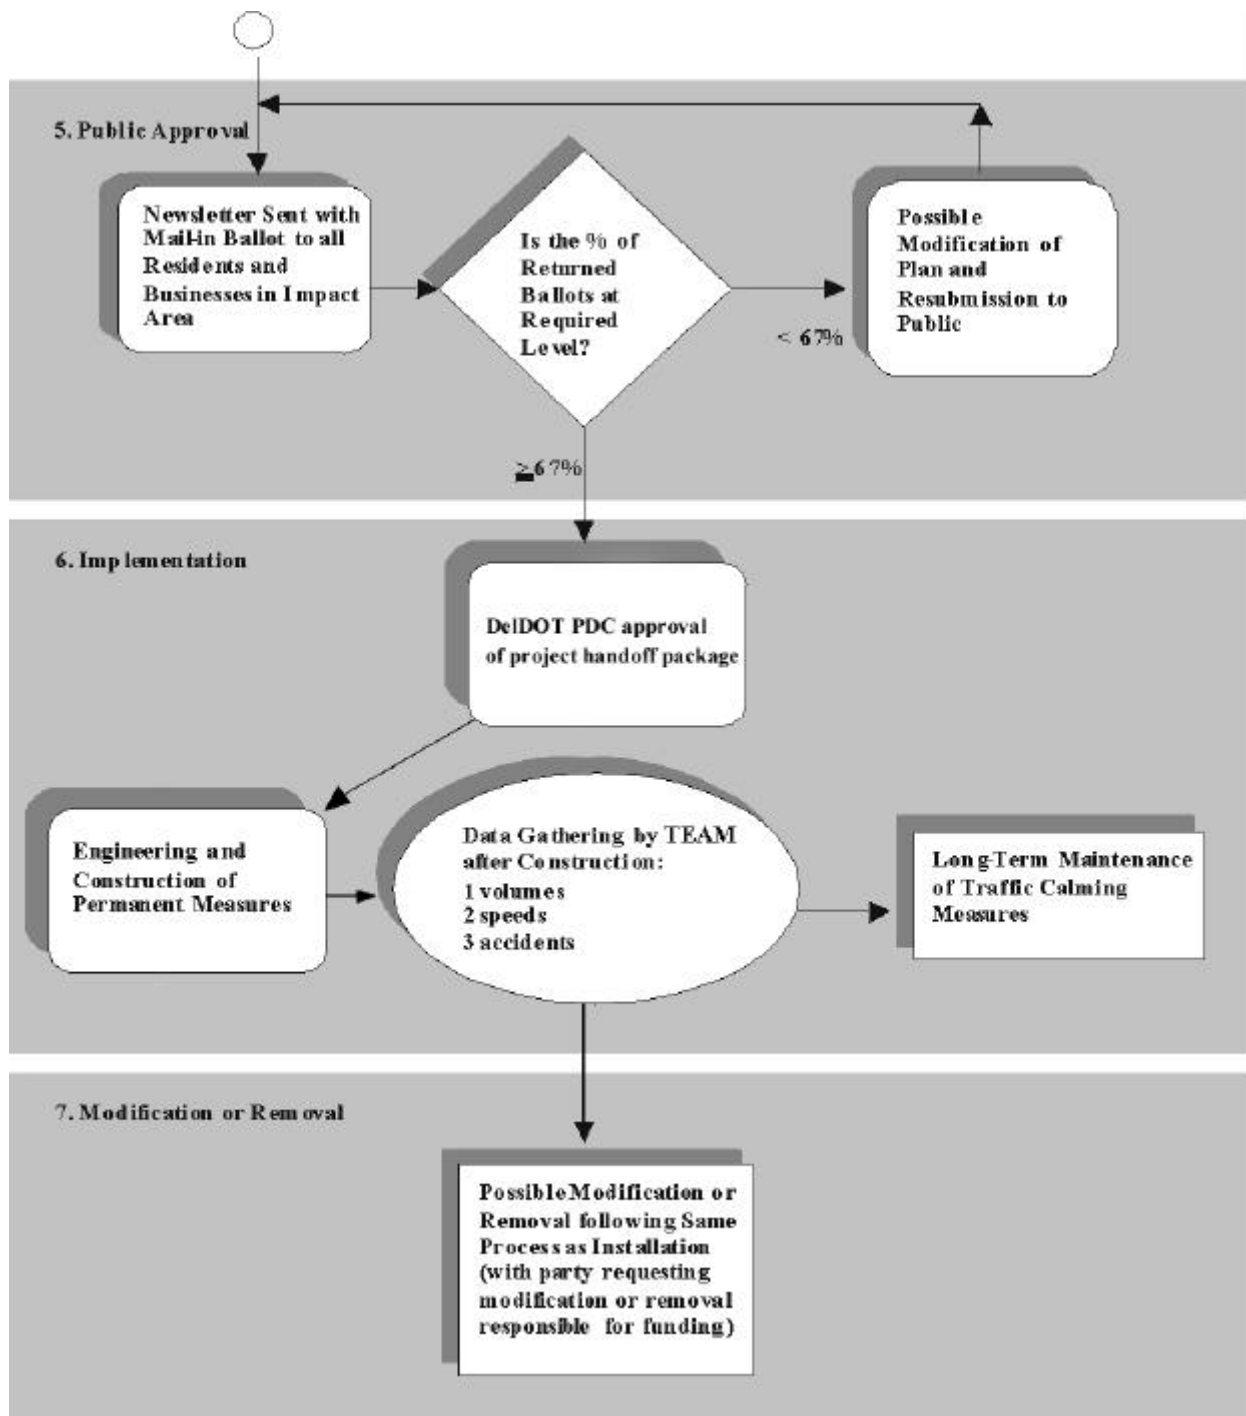 5. Public Approval
Newsletter Sent with
Mail-in Ballot to all
Residents and
Businesses in Impact
Area
Is the % of
Returned
Ballots at
Required
Level?
Possible
Modification of
Plan and
Resubmission to
Public
< 67%
≥67%
6. Implementation
DelDOT PDC approval
of project handoff package
Engineering and
Construction of
Permanent Measures
Data Gathering by TEAM
after Construction:
1 volumes
2 speeds
3 accidents
Long-Term Maintenance
of Traffic Calming
Measures
7. Modification or Removal
Possible Modification or
Removal following Same
Process as Installation
(with party requesting
modification or removal
responsible for funding)